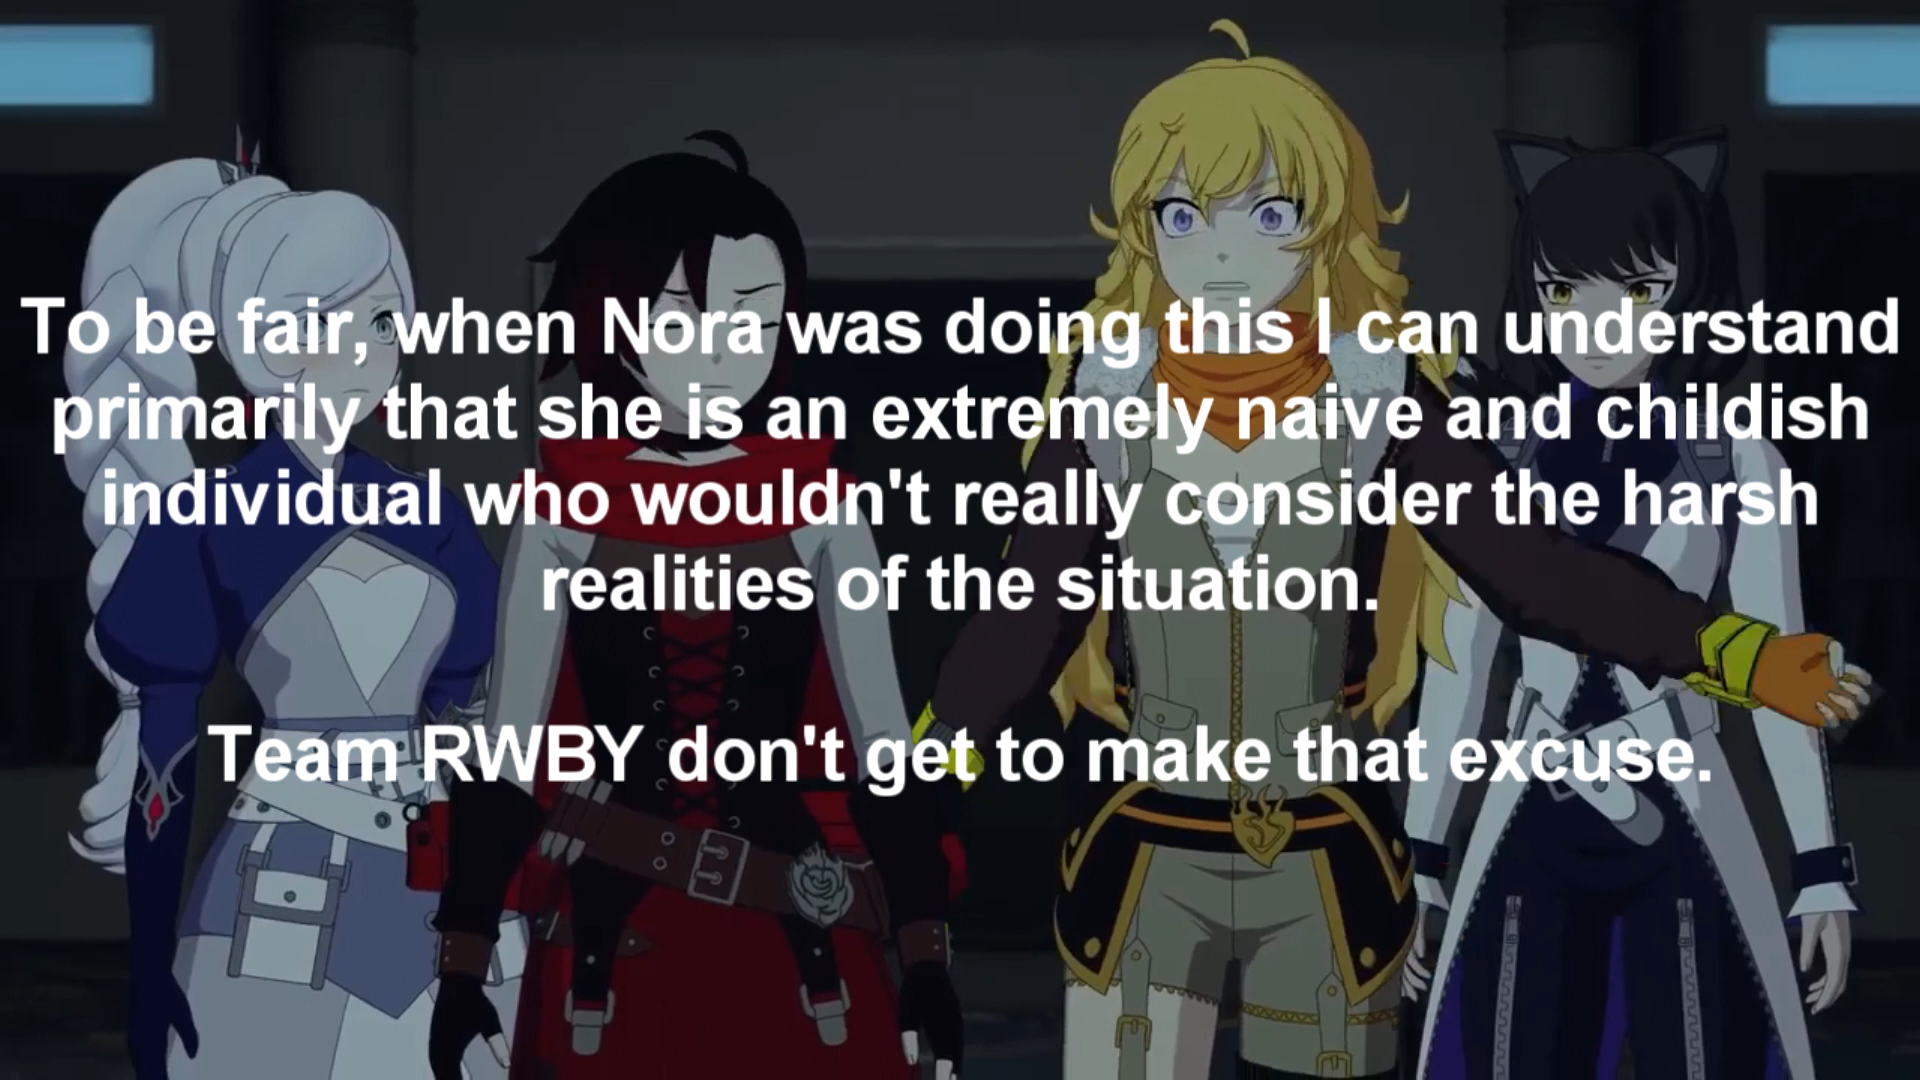 To be fair, when Nora was doing this I can understand
primarily that she is an extremely naive and childish
individual who wouldn't really consider the harsh
realities of the situation.
Team RWBY don't get to make that excuse.